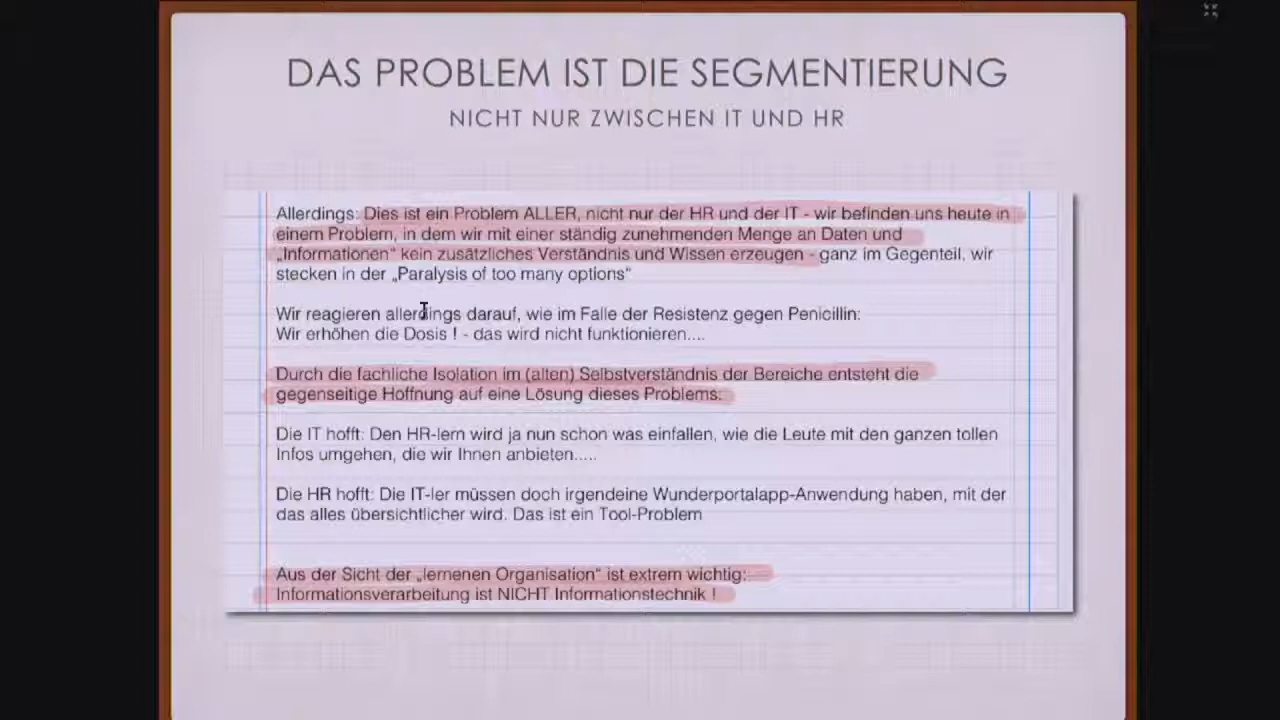 DAS PROBLEM IST DIE SEGMENTIERUNG
NICHT NUR ZWISCHEN IT UND HR
Allerdings: Dies ist ein Problem ALLER, nicht nur der HR und der IT - wir befinden uns heute in
einem Problem, in dem wir mit einer ständig zunehmenden Menge an Daten und
„Informationen“ kein zusätzliches Verständnis und Wissen erzeugen - ganz im Gegenteil, wir
stecken in der „Paralysis of too many options“
Wir reagieren allerdings darauf, wie im Falle der Resistenz gegen Penicillin:
Wir erhöhen die Dosis ! - das wird nicht funktionieren....
Durch die fachliche Isolation im (alten) Selbstverständnis der Bereiche entsteht die
gegenseitige Hoffnung auf eine Lösung dieses Problems:
Die IT hofft: Den HR-lern wird ja nun schon was einfallen, wie die Leute mit den ganzen tollen
Infos umgehen, die wir Ihnen anbieten.....
Die HR hofft: Die IT-ler müssen doch irgendeine Wunderportalapp-Anwendung haben, mit der
das alles übersichtlicher wird. Das ist ein Tool-Problem
Aus der Sicht der „lernenen Organisation“ ist extrem wichtig:
Informationsverarbeitung ist NICHT Informationstechnik !